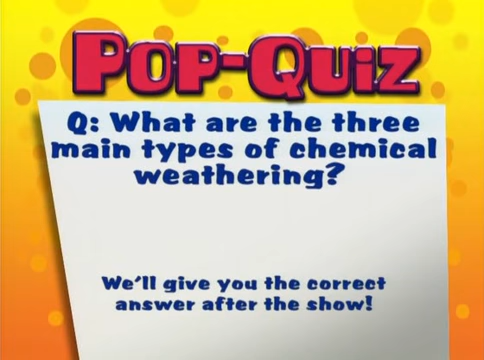 Pop-Quiz
Q: What are the three
main types of chemical
weathering?
We'll give you the correct
answer after the show!